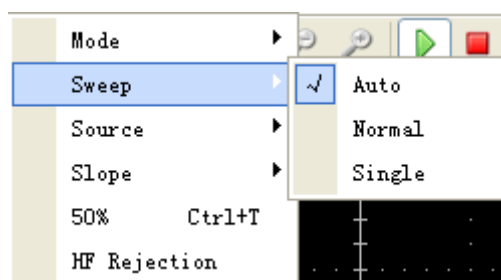 Mode
Sweep
Auto
Source
Normal
Slope
Single
50% Ctrl+T
HF Rejection